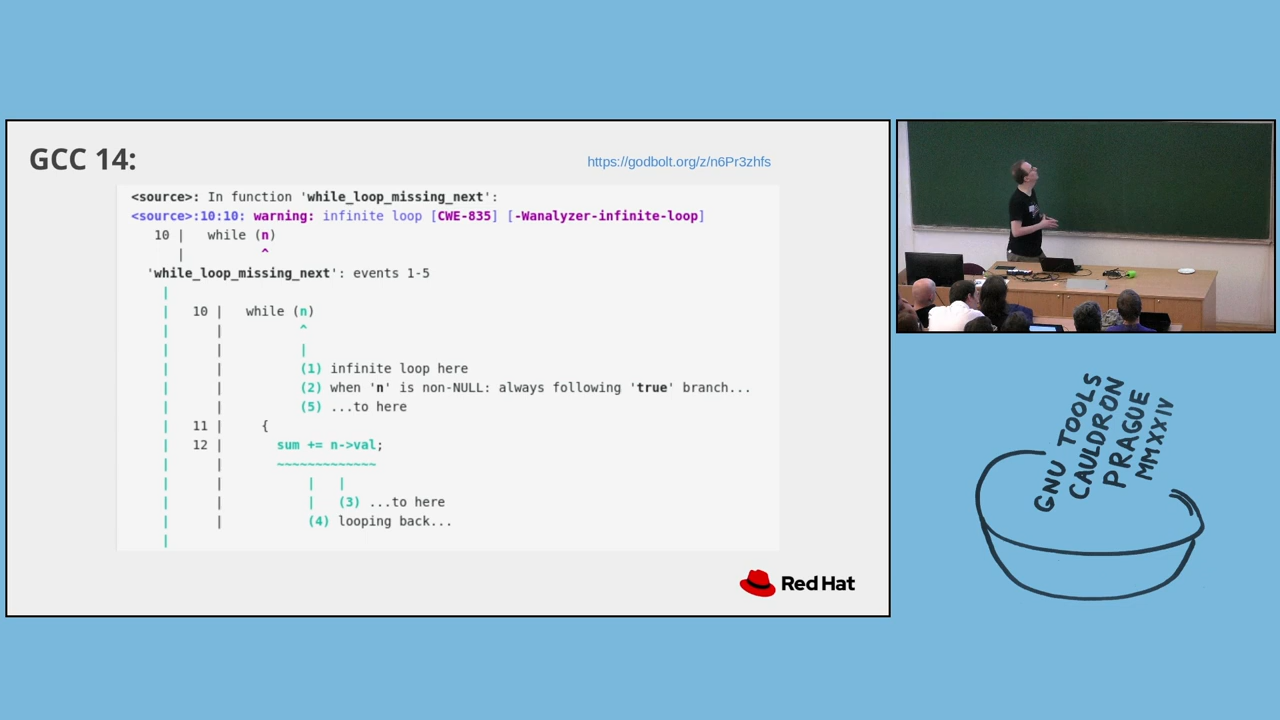 GCC 14:
https://godbolt.org/z/n6Pr3zhfs
<source>: In function 'while_loop_missing_next':
<source>:10:10: warning: infinite loop [CWE-835] [-Wanalyzer-infinite-loop]
10 | while (n)
| ^
'while_loop_missing_next': events 1-5
|
| 10 | while (n)
| | ^
| | |
| | (1) infinite loop here
| | (2) when 'n' is non-NULL: always following 'true' branch...
| | (5) ...to here
| 11 | {
| 12 | sum += n->val;
| | ~~~~~~~~~~~~~
| | | |
| | | (3) ...to here
| | (4) looping back...
|
Red Hat
GNU TOOLS
CAULDRON
PRAGUE
MMXXIV